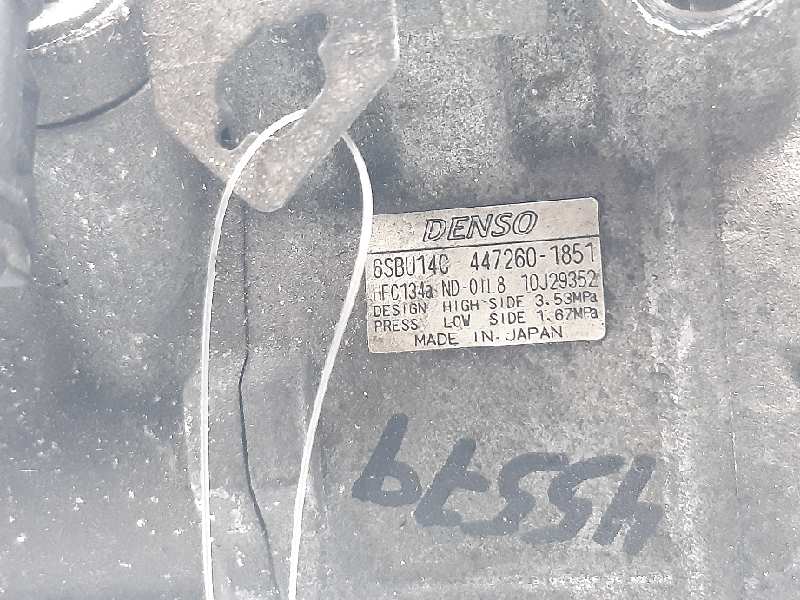 DENSO
6SBU14C 447260-1851
HFC134a ND-OIL8 10J29352
DESIGN HIGH SIDE 3.53MPa
PRESS LOW SIDE 1.67MPa
MADE IN JAPAN